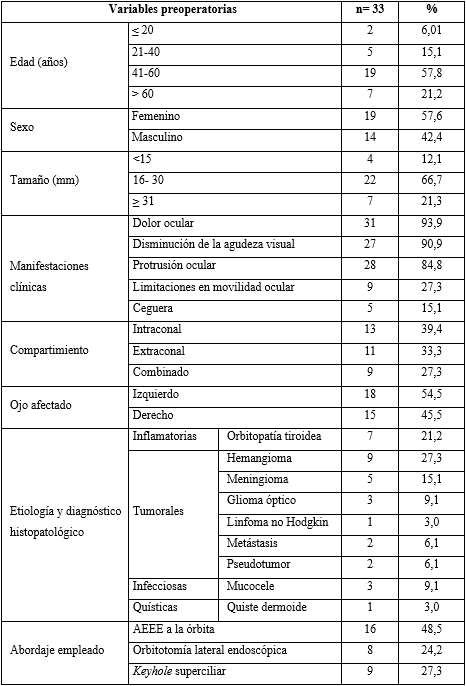 Variables preoperatorias n= 33 %
Edad (años)
≤ 20 2 6,01
21-40 5 15,1
41-60 19 57,8
> 60 7 21,2
Sexo
Femenino 19 57,6
Masculino 14 42,4
Tamaño (mm)
<15 4 12,1
16- 30 22 66,7
≥ 31 7 21,3
Manifestaciones
clínicas
Dolor ocular 31 93,9
Disminución de la agudeza visual 27 90,9
Protrusión ocular 28 84,8
Limitaciones en movilidad ocular 9 27,3
Ceguera 5 15,1
Compartimiento
Intraconal 13 39,4
Extraconal 11 33,3
Combinado 9 27,3
Ojo afectado
Izquierdo 18 54,5
Derecho 15 45,5
Etiología y diagnóstico
histopatológico
Inflamatorias Orbitopatía tiroidea 7 21,2
Tumorales
Hemangioma 9 27,3
Meningioma 5 15,1
Glioma óptico 3 9,1
Linfoma no Hodgkin 1 3,0
Metástasis 2 6,1
Pseudotumor 2 6,1
Infecciosas Mucocele 3 9,1
Quísticas Quiste dermoide 1 3,0
Abordaje empleado
AEEE a la órbita 16 48,5
Orbitotomía lateral endoscópica 8 24,2
Keyhole superciliar 9 27,3